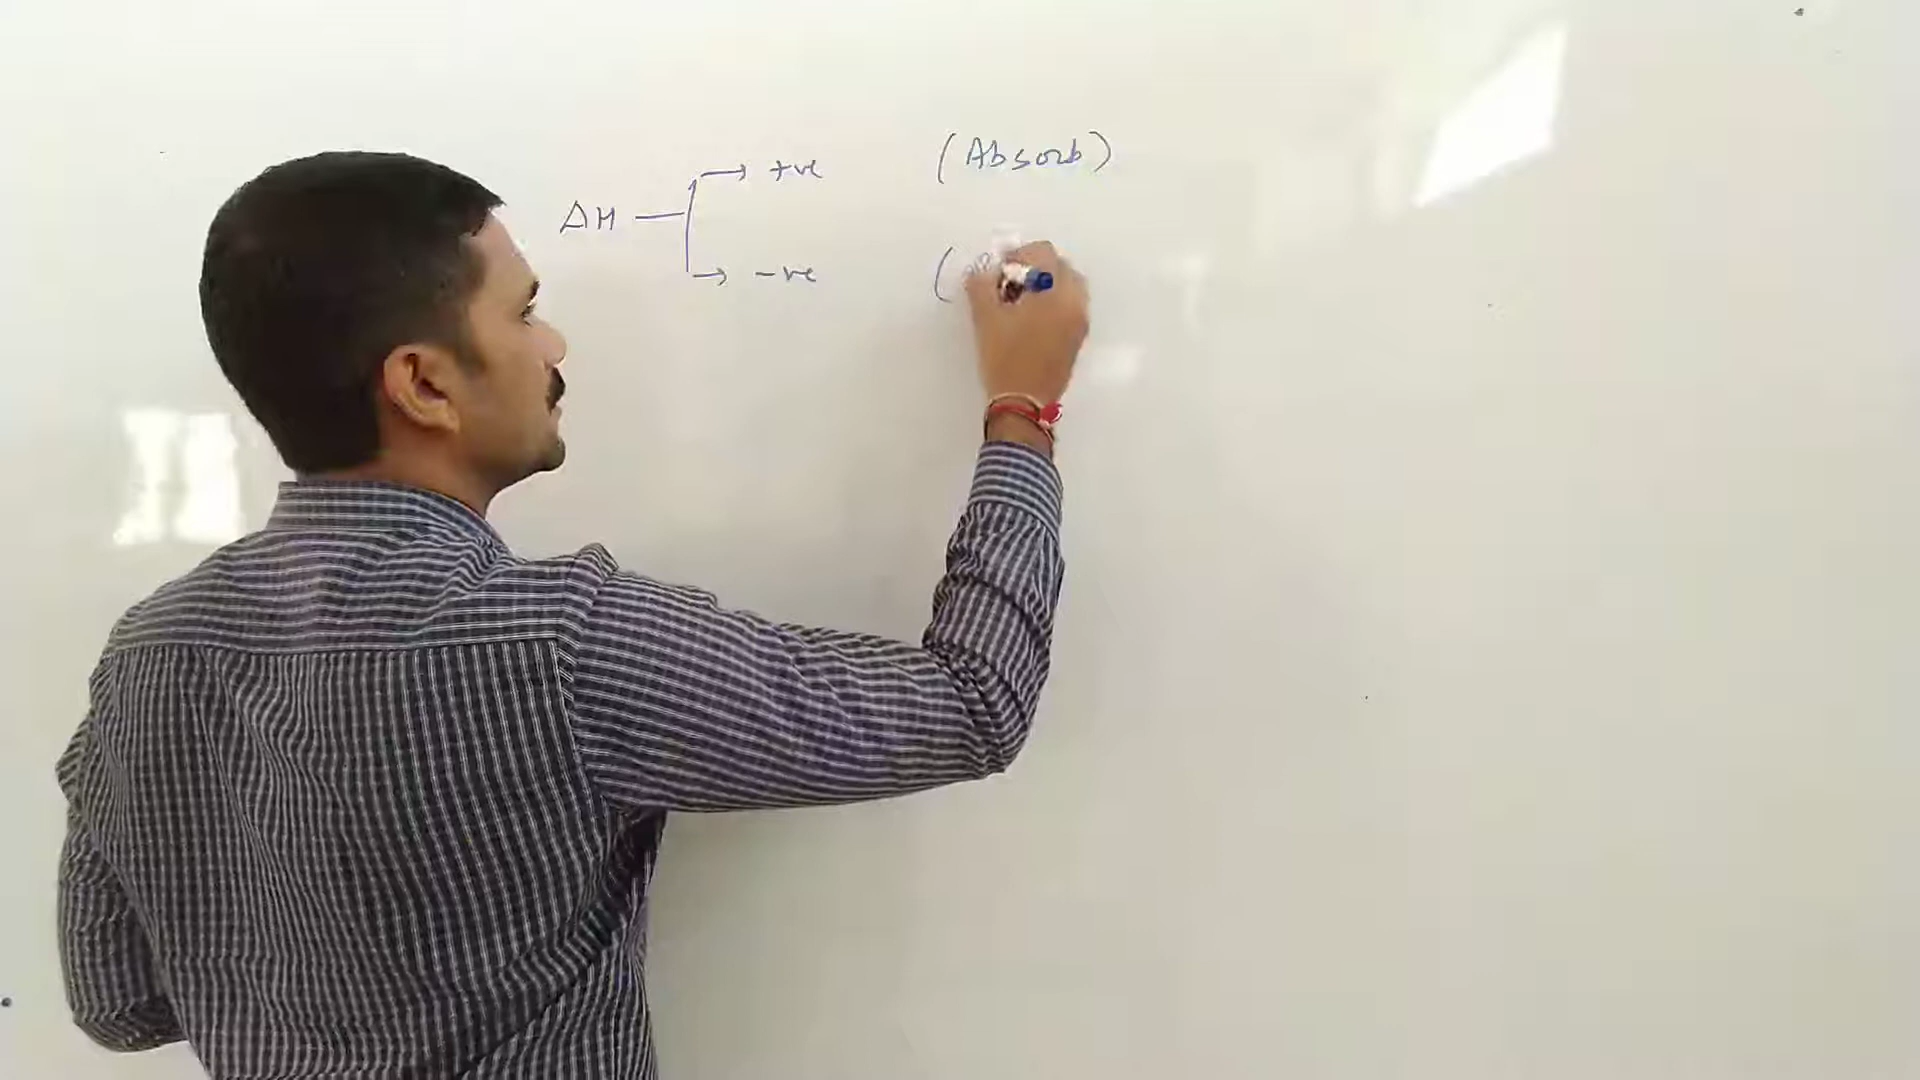 ΔH → +ve (Absorb)
→ -ve (